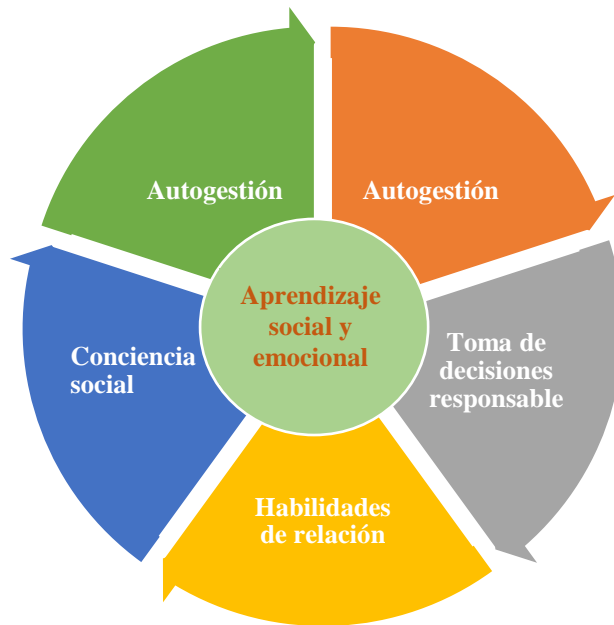 Autogestión
Autogestión
Aprendizaje
social y
emocional
Conciencia
social
Toma de
decisiones
responsable
Habilidades
de relación